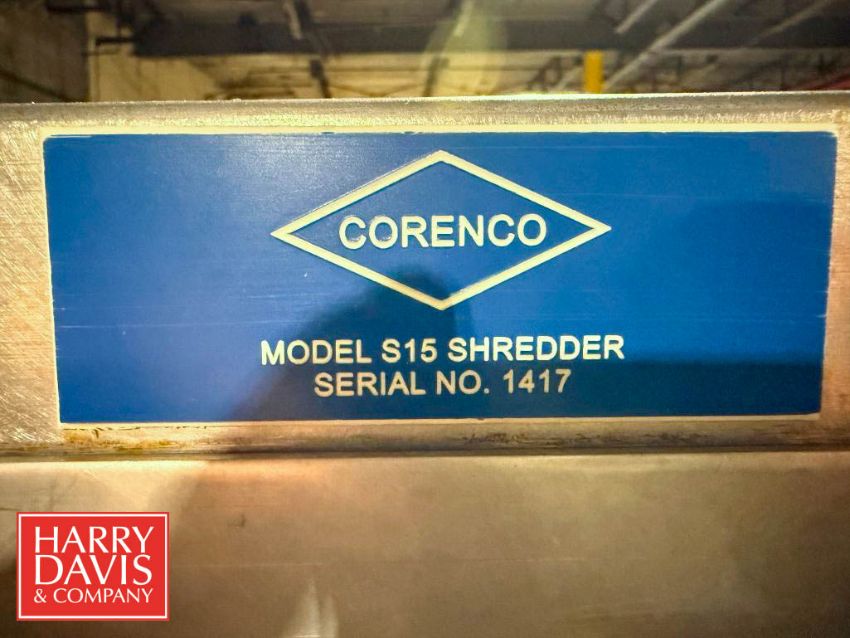 CORENCO
MODEL S15 SHREDDER
SERIAL NO. 1417
HARRY
DAVIS
& COMPANY